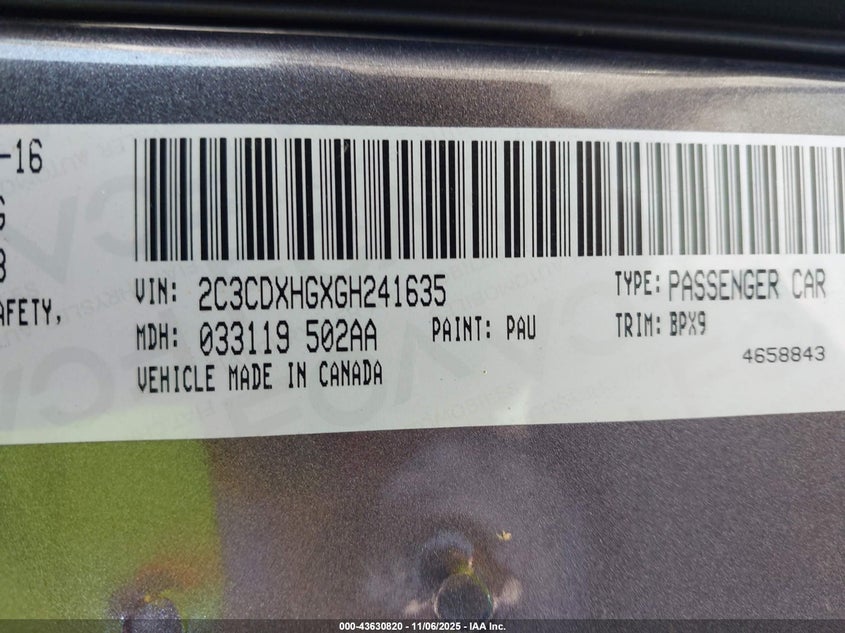 -16
G
8
AFETY,
VIN: 2C3CDXHGXGH241635
TYPE: PASSENGER CAR
MDH: 033119 502AA
PAINT: PAU
TRIM: BPX9
VEHICLE MADE IN CANADA
4658843
000-43630820 - 11/06/2025 - IAA Inc.